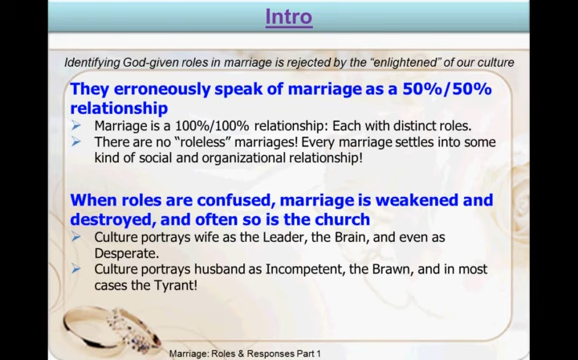 Intro
Identifying God-given roles in marriage is rejected by the “enlightened” of our culture
They erroneously speak of marriage as a 50%/50%
relationship
Marriage is a 100%/100% relationship: Each with distinct roles.
There are no “roleless” marriages! Every marriage settles into some
kind of social and organizational relationship!
When roles are confused, marriage is weakened and
destroyed, and often so is the church
Culture portrays wife as the Leader, the Brain, and even as
Desperate.
Culture portrays husband as Incompetent, the Brawn, and in most
cases the Tyrant!
Marriage: Roles & Responses Part 1